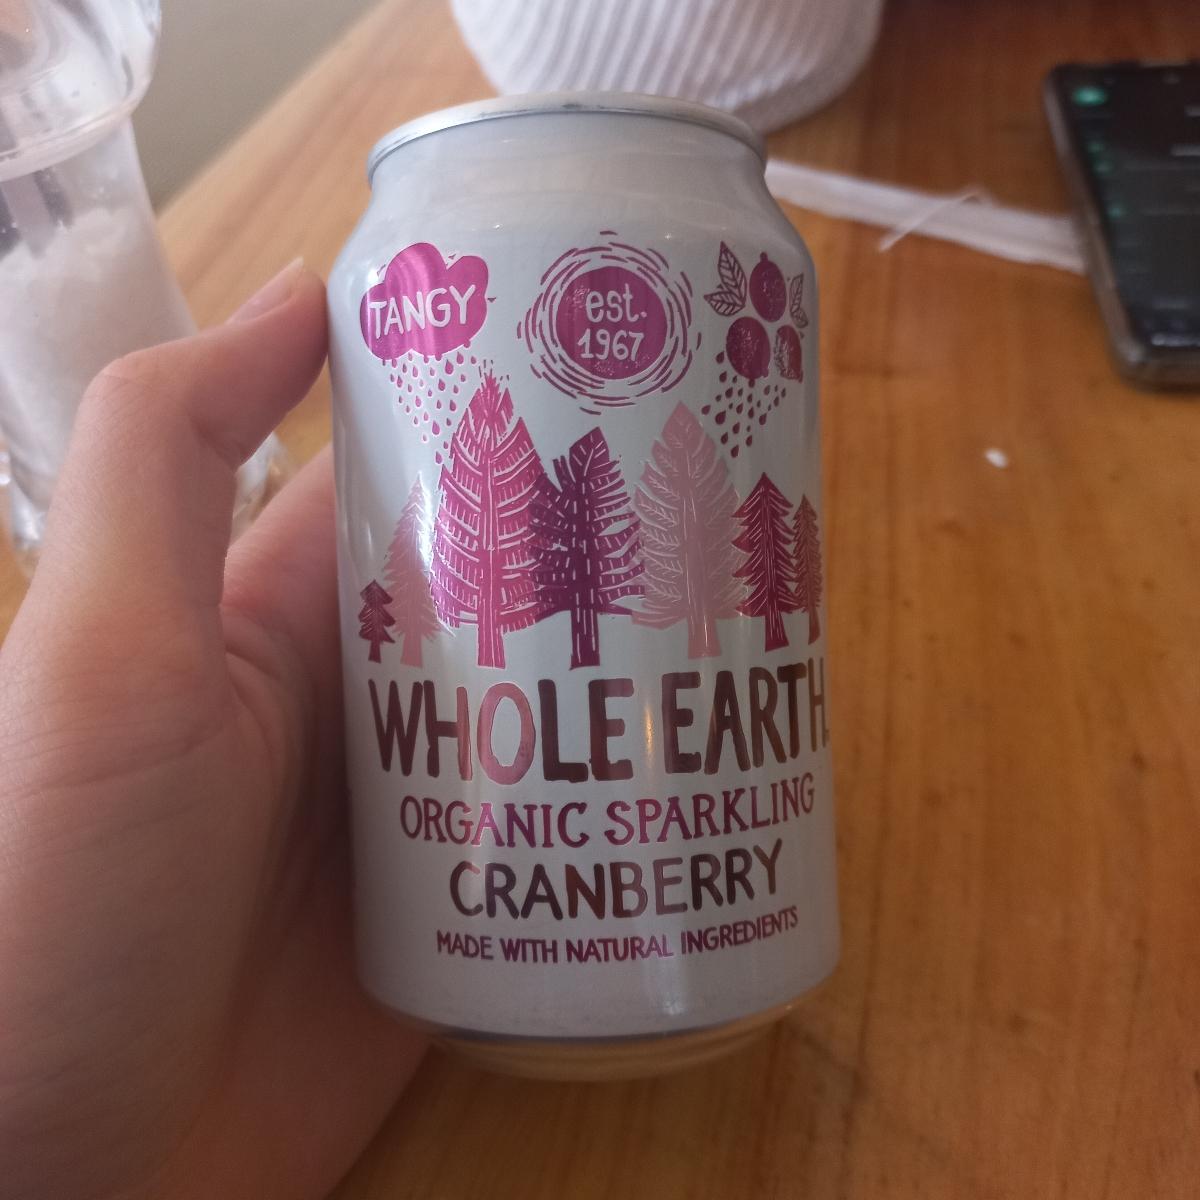 TANGY
est.
1967
WHOLE EARTH
ORGANIC SPARKLING
CRANBERRY
MADE WITH NATURAL INGREDIENTS